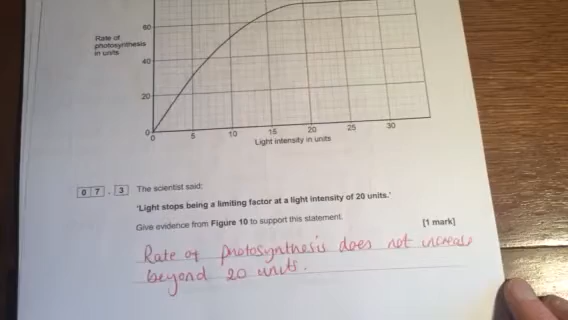 60
Rate of
photosynthesis
in units
40
20
0
0 5 10 15 20 25 30
Light intensity in units
0 7 . 3 The scientist said:
'Light stops being a limiting factor at a light intensity of 20 units.'
Give evidence from Figure 10 to support this statement.
[1 mark]
Rate of photosynthesis does not increase
beyond 20 units.